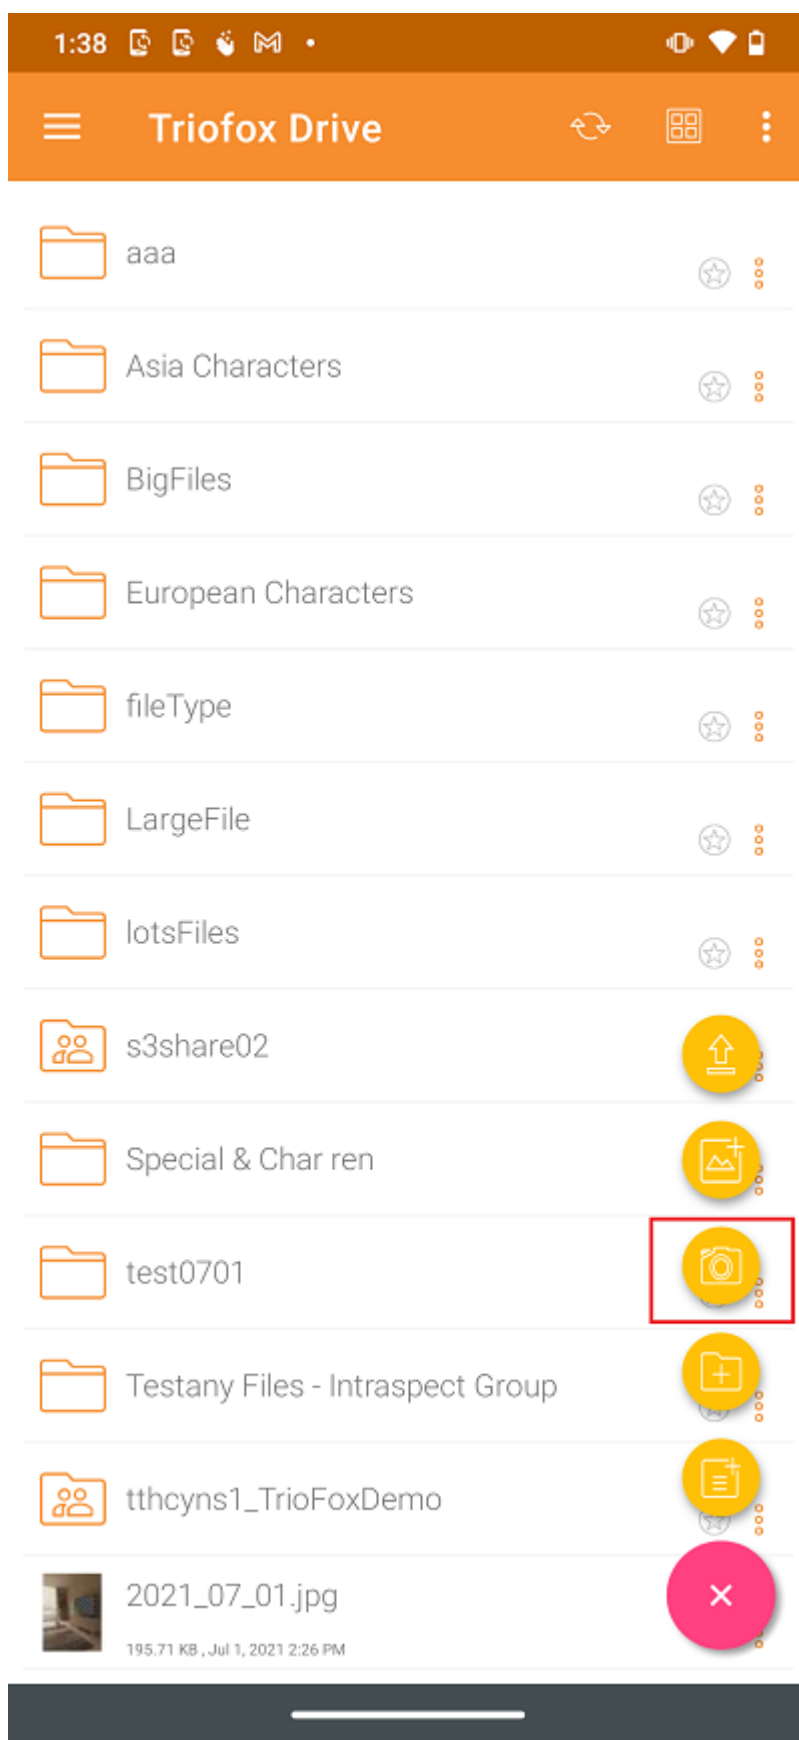 1:38
Triofox Drive
aaa
Asia Characters
BigFiles
European Characters
fileType
LargeFile
lotsFiles
s3share02
Special & Char ren
test0701
Testany Files - Intraspect Group
tthcyns1_TrioFoxDemo
2021_07_01.jpg
195.71 KB , Jul 1, 2021 2:26 PM